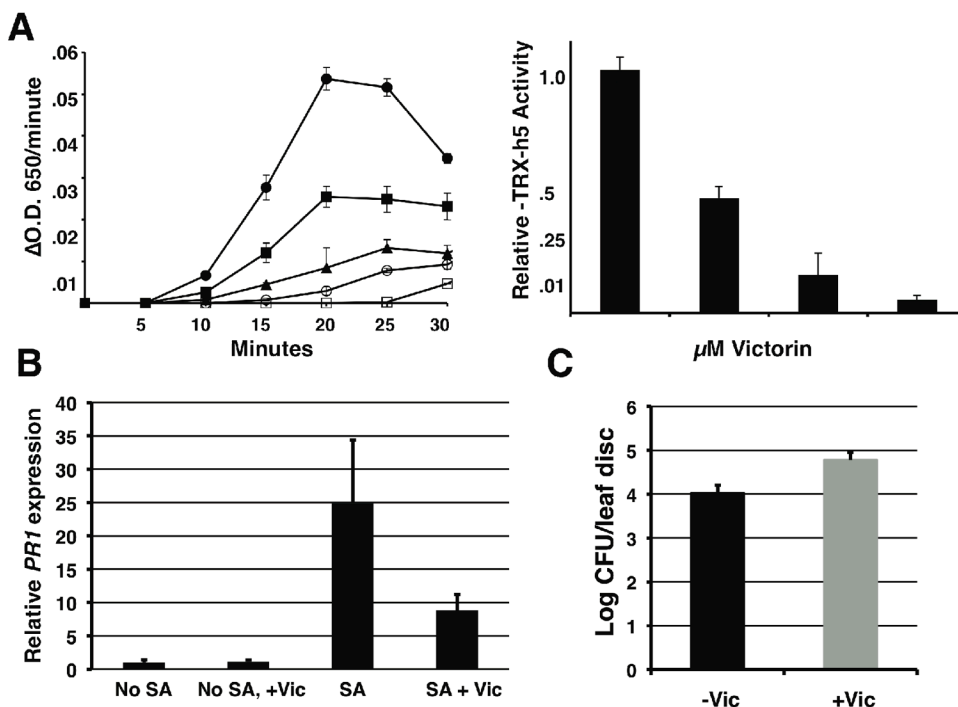 A
ΔO.D. 650/minute
.06
.05
.04
.03
.02
.01
5 10 15 20 25 30
Minutes
Relative -TRX-h5 Activity
1.0
.5
.25
.01
µM Victorin
B
Relative PR1 expression
40
35
30
25
20
15
10
5
0
No SA No SA, +Vic SA SA + Vic
C
Log CFU/leaf disc
6
5
4
3
2
1
0
-Vic +Vic